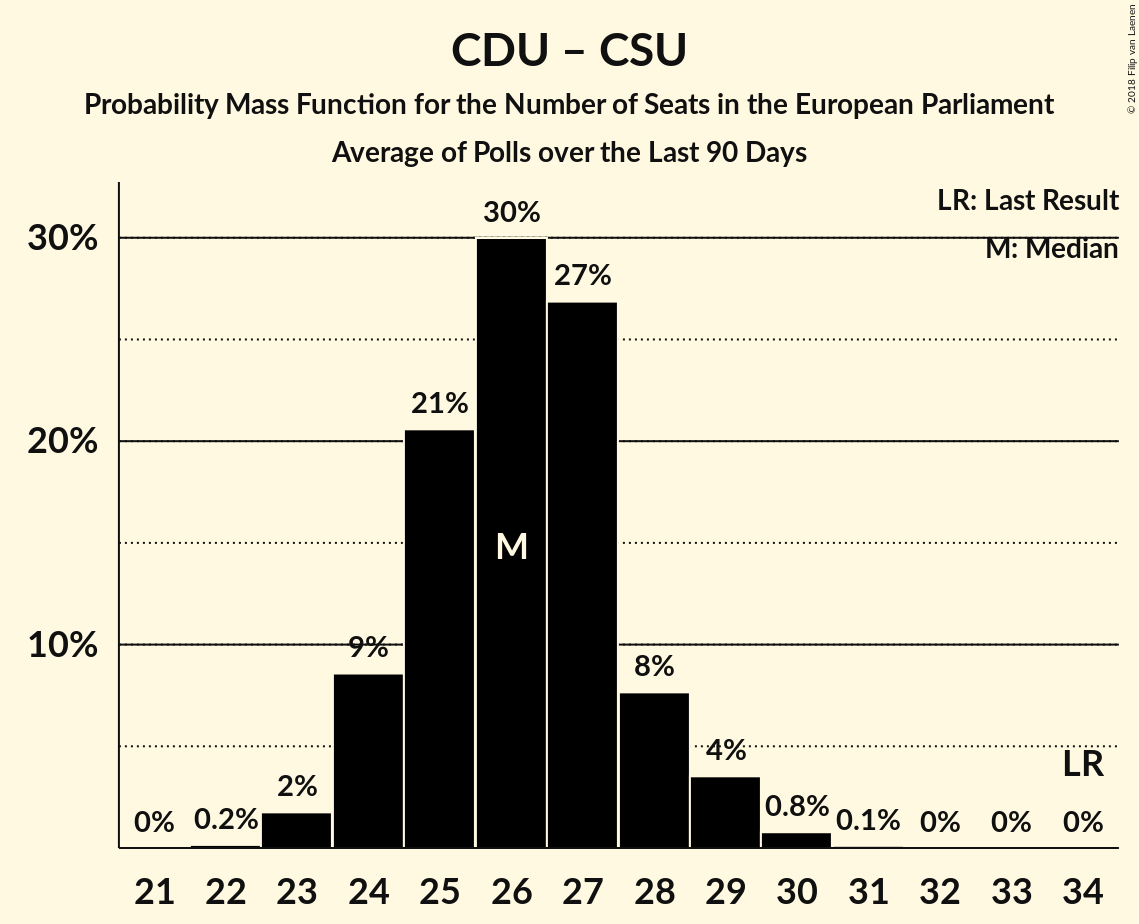 CDU – CSU
Probability Mass Function for the Number of Seats in the European Parliament
Average of Polls over the Last 90 Days
© 2018 Filip van Laenen
LR: Last Result
M: Median
30%
20%
10%
0%
0.2%
2%
9%
21%
30%
27%
8%
4%
0.8%
0.1%
0%
0%
0%
M
LR
21 22 23 24 25 26 27 28 29 30 31 32 33 34